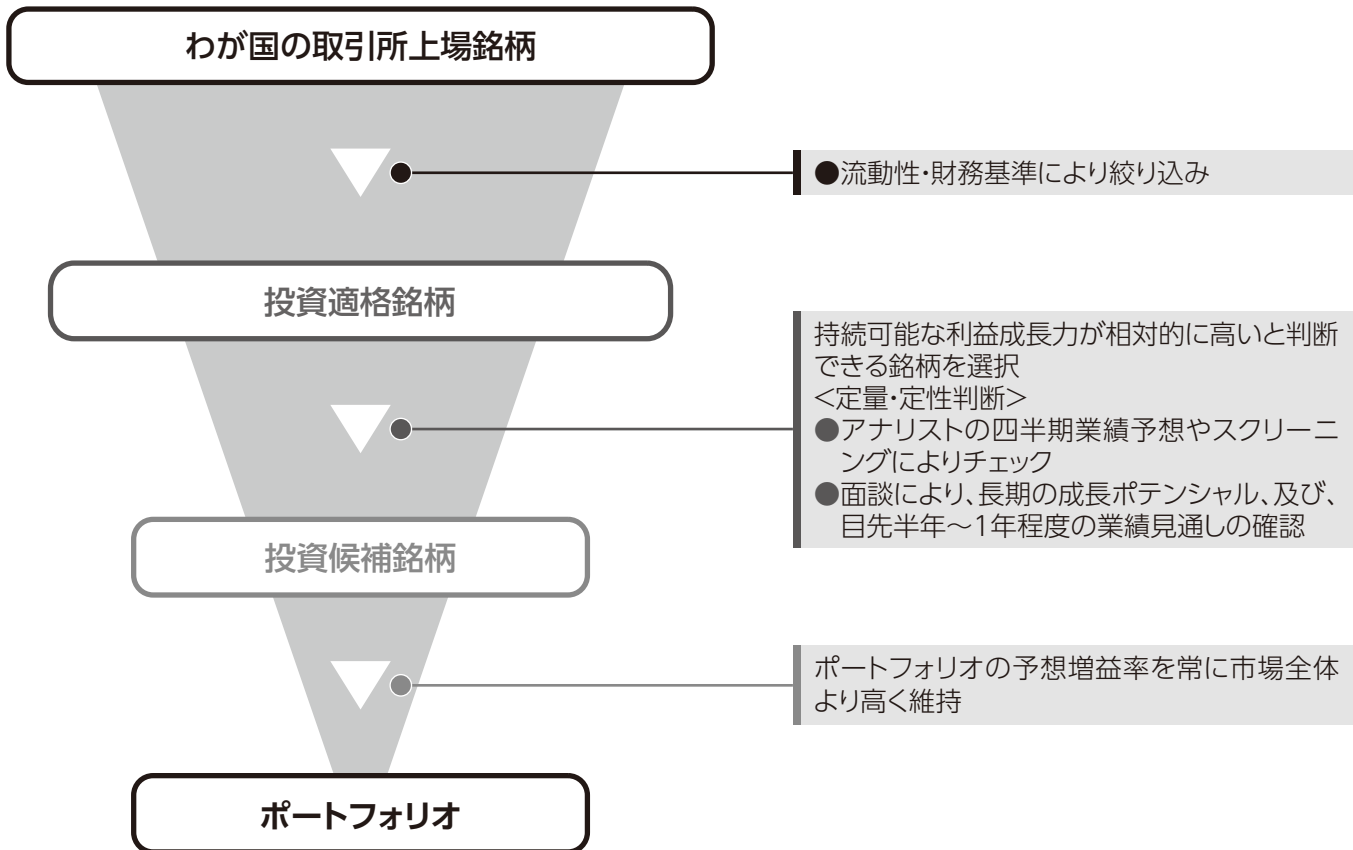 わが国の取引所上場銘柄
●流動性・財務基準により絞り込み
投資適格銘柄
持続可能な利益成長力が相対的に高いと判断
できる銘柄を選択
<定量・定性判断>
●アナリストの四半期業績予想やスクリーニ
ングによりチェック
●面談により、長期の成長ポテンシャル、及び、
目先半年～1年程度の業績見通しの確認
投資候補銘柄
ポートフォリオの予想増益率を常に市場全体
より高く維持
ポートフォリオ